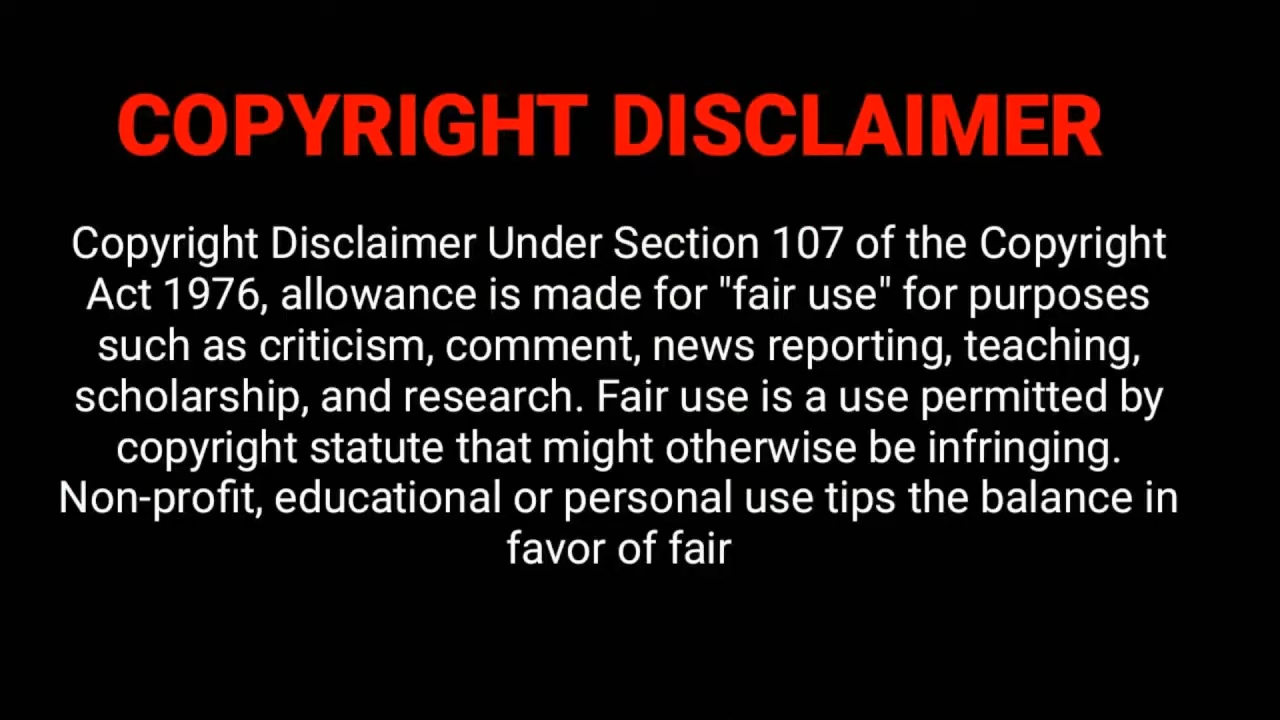 COPYRIGHT DISCLAIMER
Copyright Disclaimer Under Section 107 of the Copyright
Act 1976, allowance is made for "fair use" for purposes
such as criticism, comment, news reporting, teaching,
scholarship, and research. Fair use is a use permitted by
copyright statute that might otherwise be infringing.
Non-profit, educational or personal use tips the balance in
favor of fair